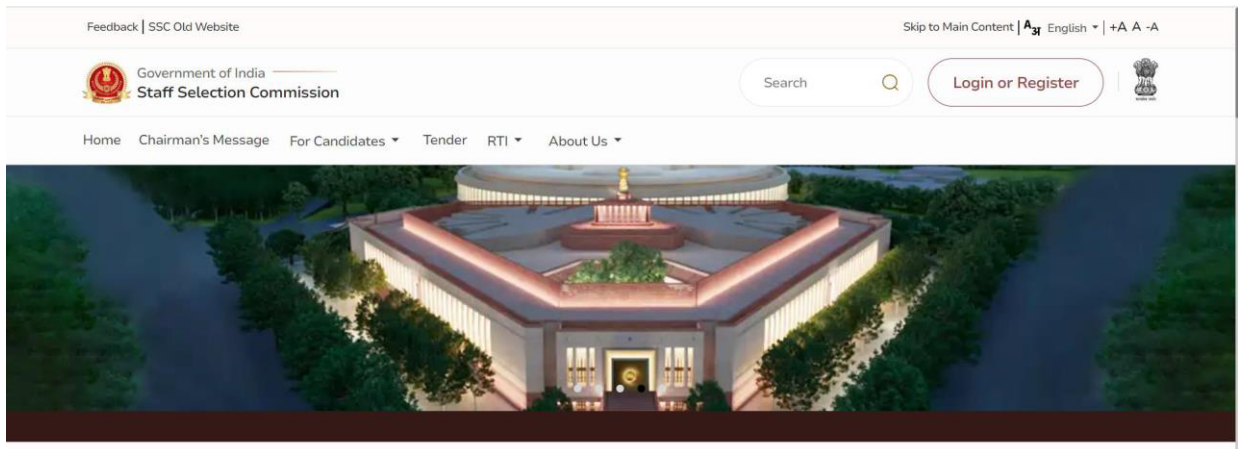 Feedback | SSC Old Website
Skip to Main Content | Aअ English | +A A -A
Government of India
Staff Selection Commission
Search
Login or Register
Home Chairman's Message For Candidates Tender RTI About Us